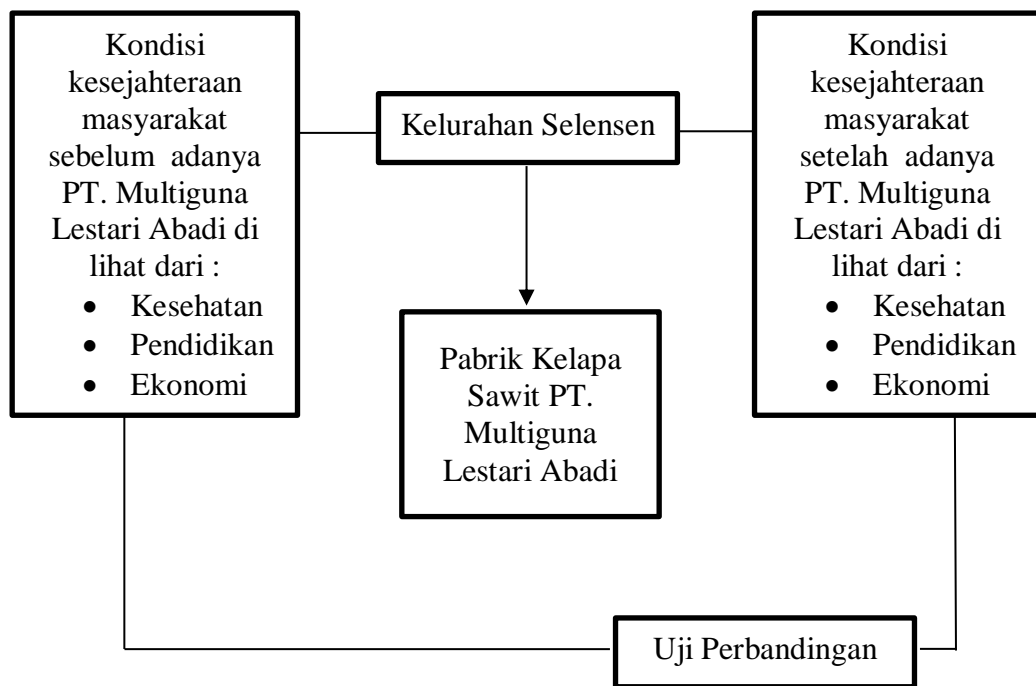 Kondisi
kesejahteraan
masyarakat
sebelum adanya
PT. Multiguna
Lestari Abadi di
lihat dari :
• Kesehatan
• Pendidikan
• Ekonomi
Kelurahan Selensen
Pabrik Kelapa
Sawit PT.
Multiguna
Lestari Abadi
Kondisi
kesejahteraan
masyarakat
setelah adanya
PT. Multiguna
Lestari Abadi di
lihat dari :
• Kesehatan
• Pendidikan
• Ekonomi
Uji Perbandingan